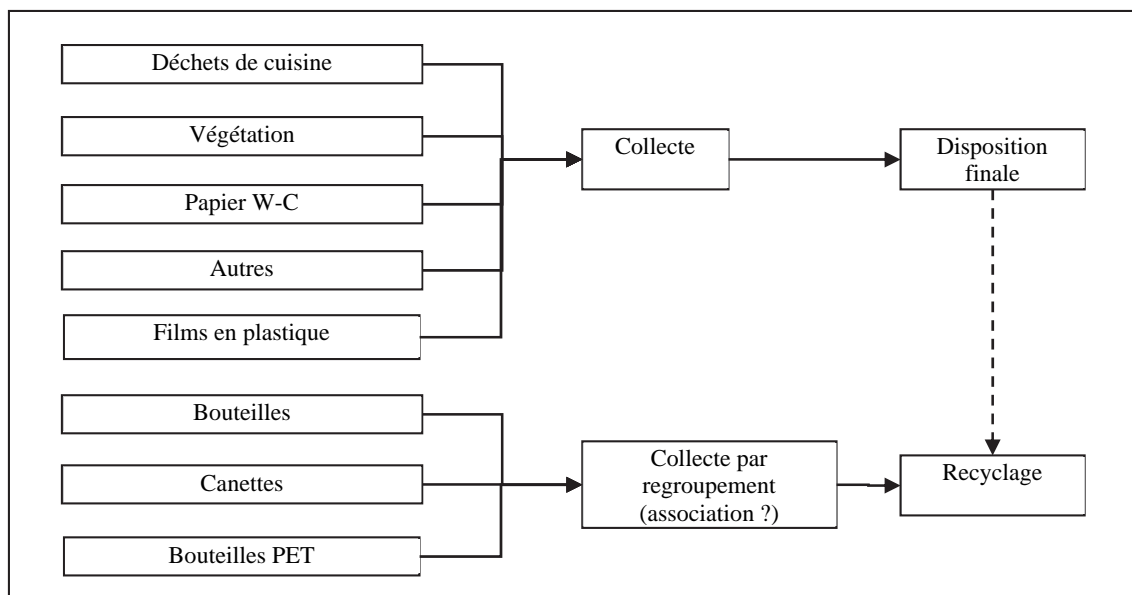 Déchets de cuisine
Végétation
Papier W-C
Autres
Films en plastique
Collecte
Disposition
finale
Bouteilles
Canettes
Bouteilles PET
Collecte par
regroupement
(association ?)
Recyclage